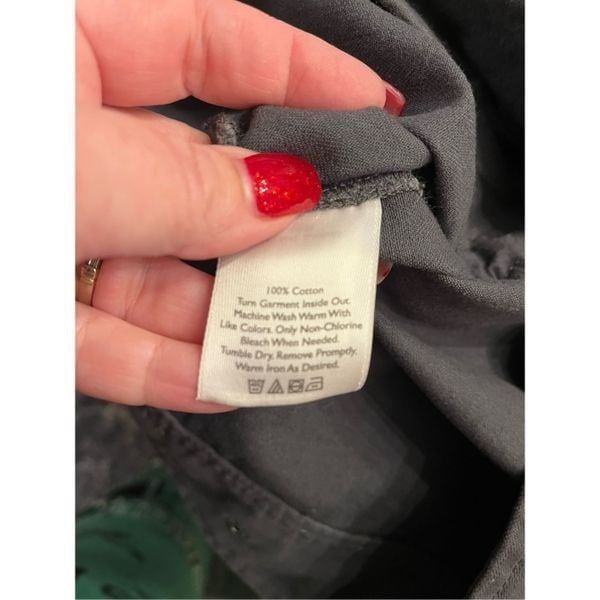 100% Cotton
Turn Garment Inside Out.
Machine Wash Warm With
Like Colors. Only Non-Chlorine
Bleach When Needed.
Tumble Dry. Remove Promptly.
Warm Iron As Desired.